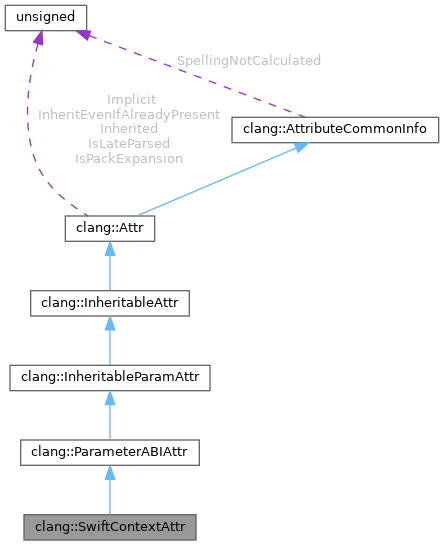 unsigned
SpellingNotCalculated
Implicit
InheritEvenIfAlreadyPresent
Inherited
IsLateParsed
IsPackExpansion
clang::AttributeCommonInfo
clang::Attr
clang::InheritableAttr
clang::InheritableParamAttr
clang::ParameterABIAttr
clang::SwiftContextAttr